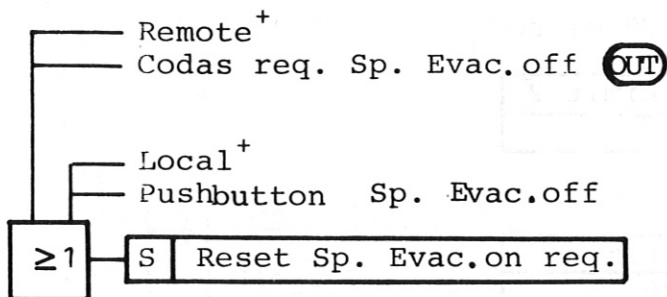 Remote+
Codas req. Sp. Evac.off OUT
Local+
Pushbutton Sp. Evac.off
≥1 S Reset Sp. Evac.on req.